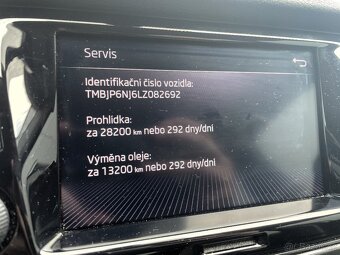 Servis
Identifikační číslo vozidla:
TMBJP6NJ6LZ082692
Prohlídka:
za 28200 km nebo 292 dny/dní
Výměna oleje:
za 13200 km nebo 292 dny/dní